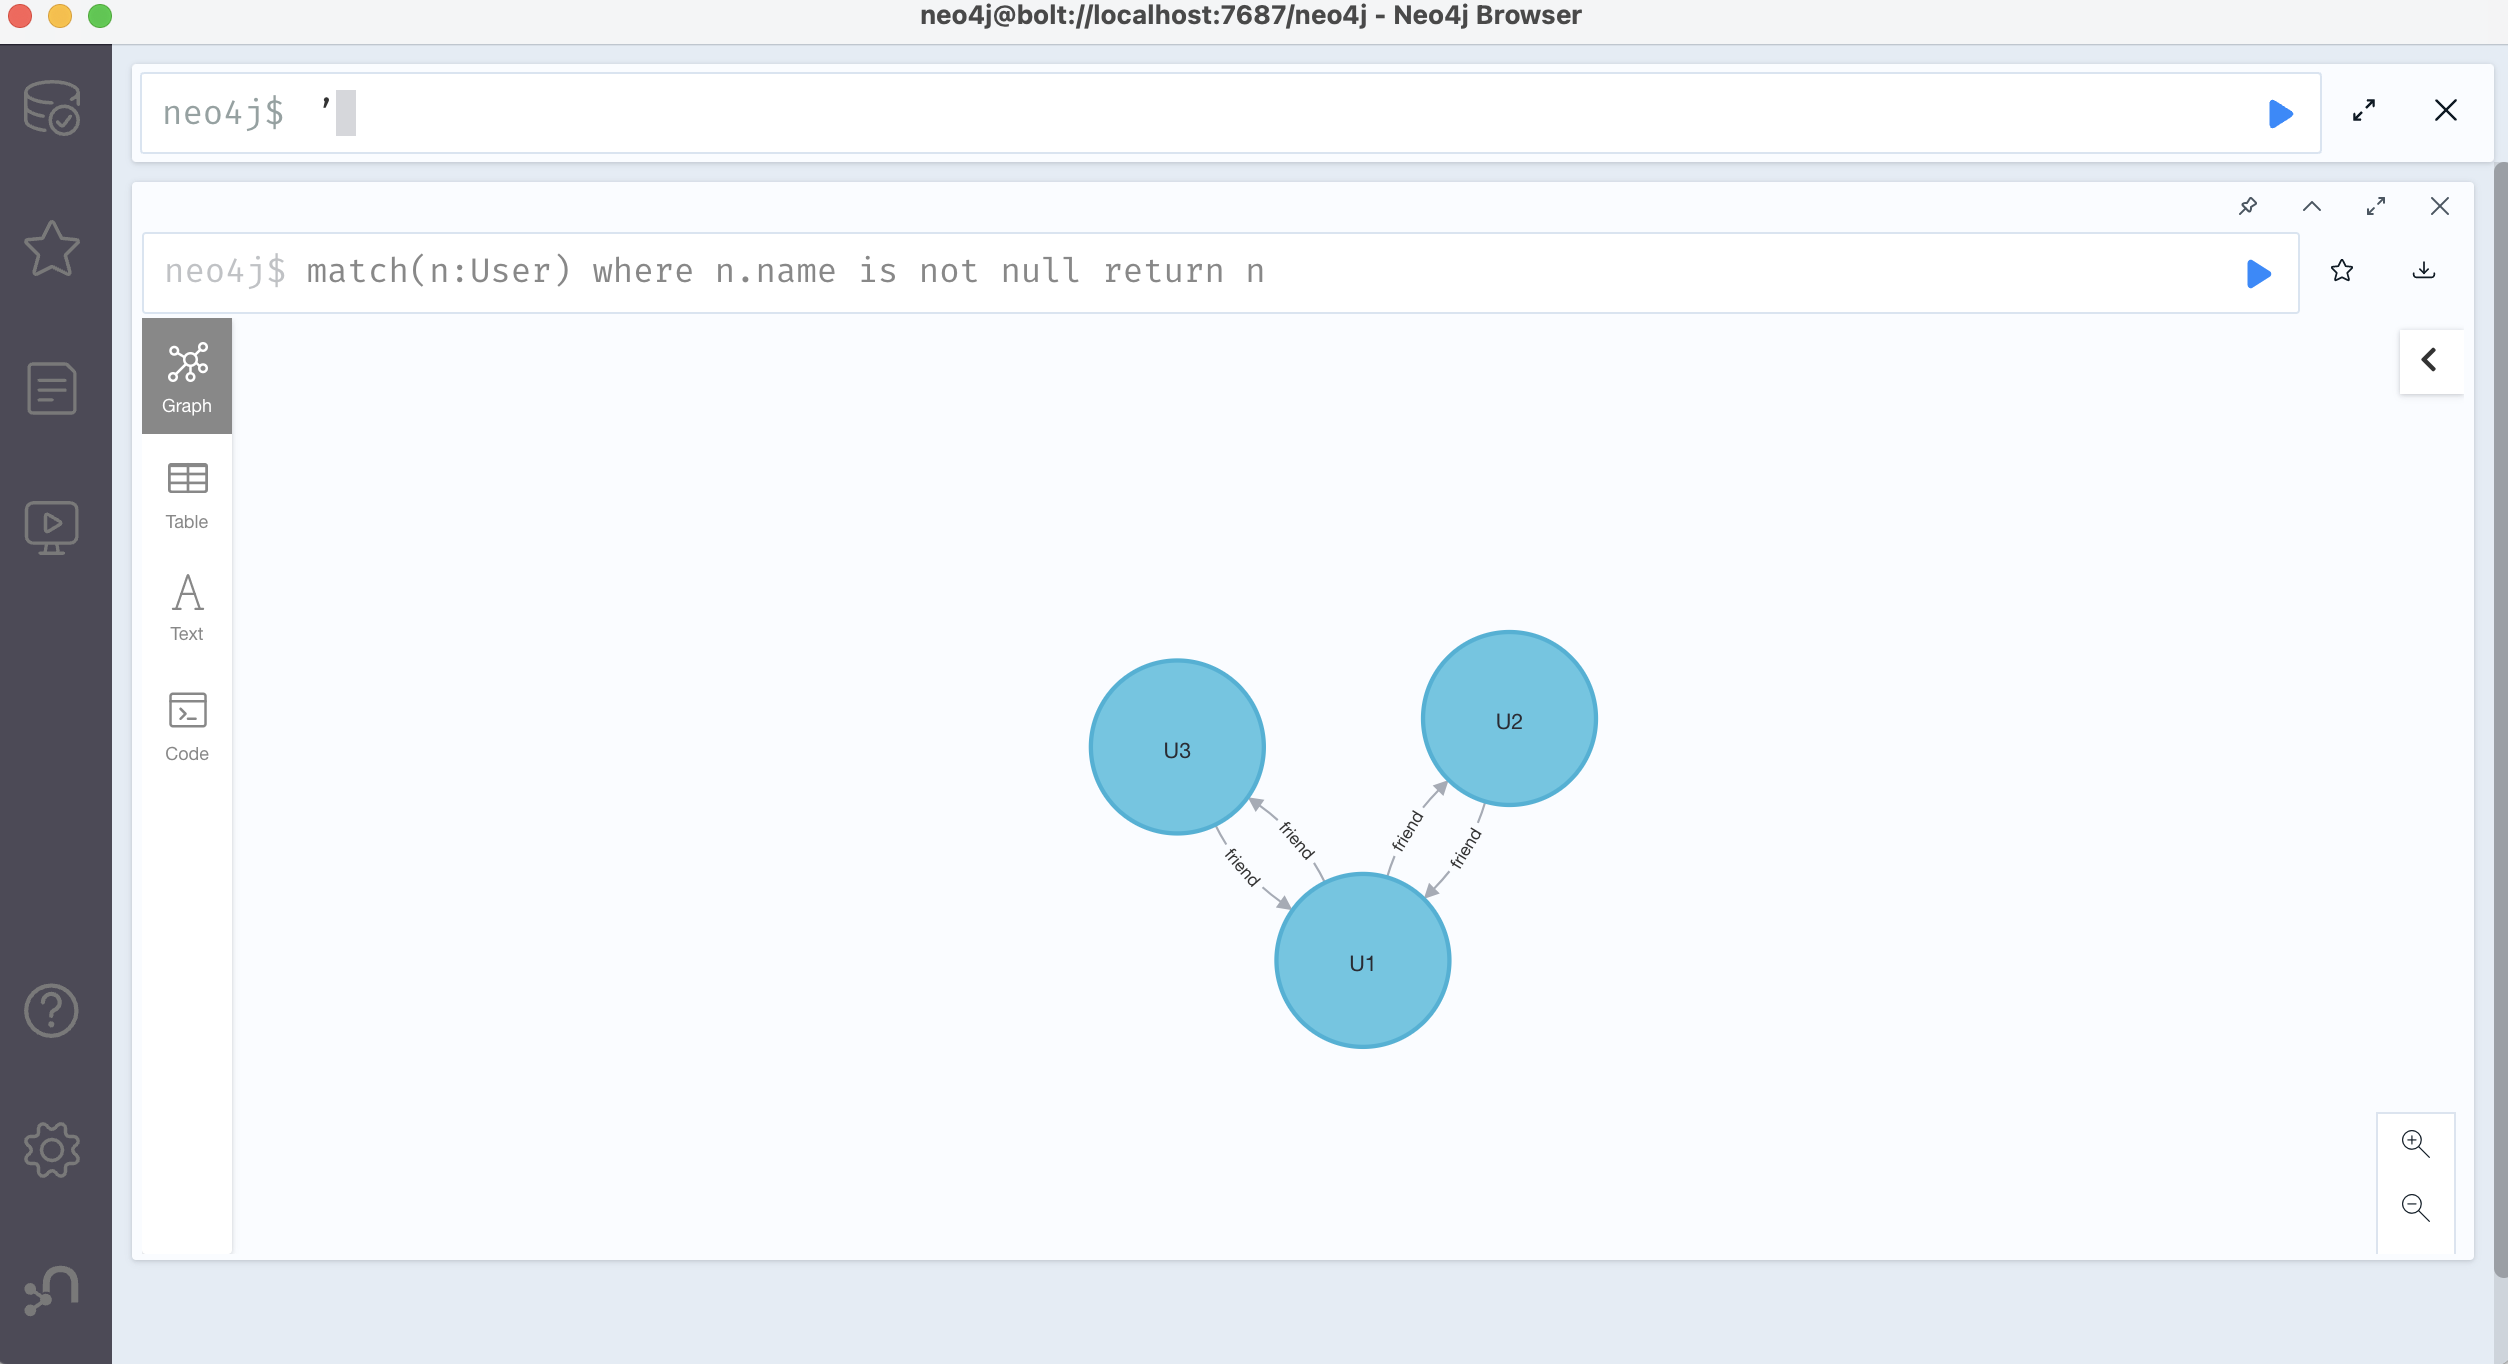 neo4j@bolt://localhost:7687/neo4j - Neo4j Browser
neo4j$ '
neo4j$ match(n:User) where n.name is not null return n
Graph
Table
Text
Code
U3
U2
friend
friend
friend
friend
U1